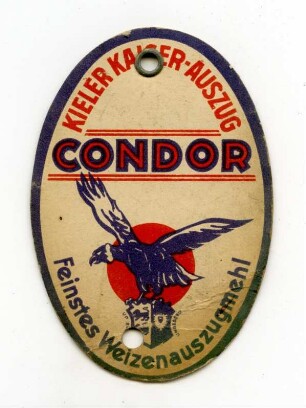 KIELER KAISER-AUSZUG
CONDOR
Feinstes Weizenauszugmehl